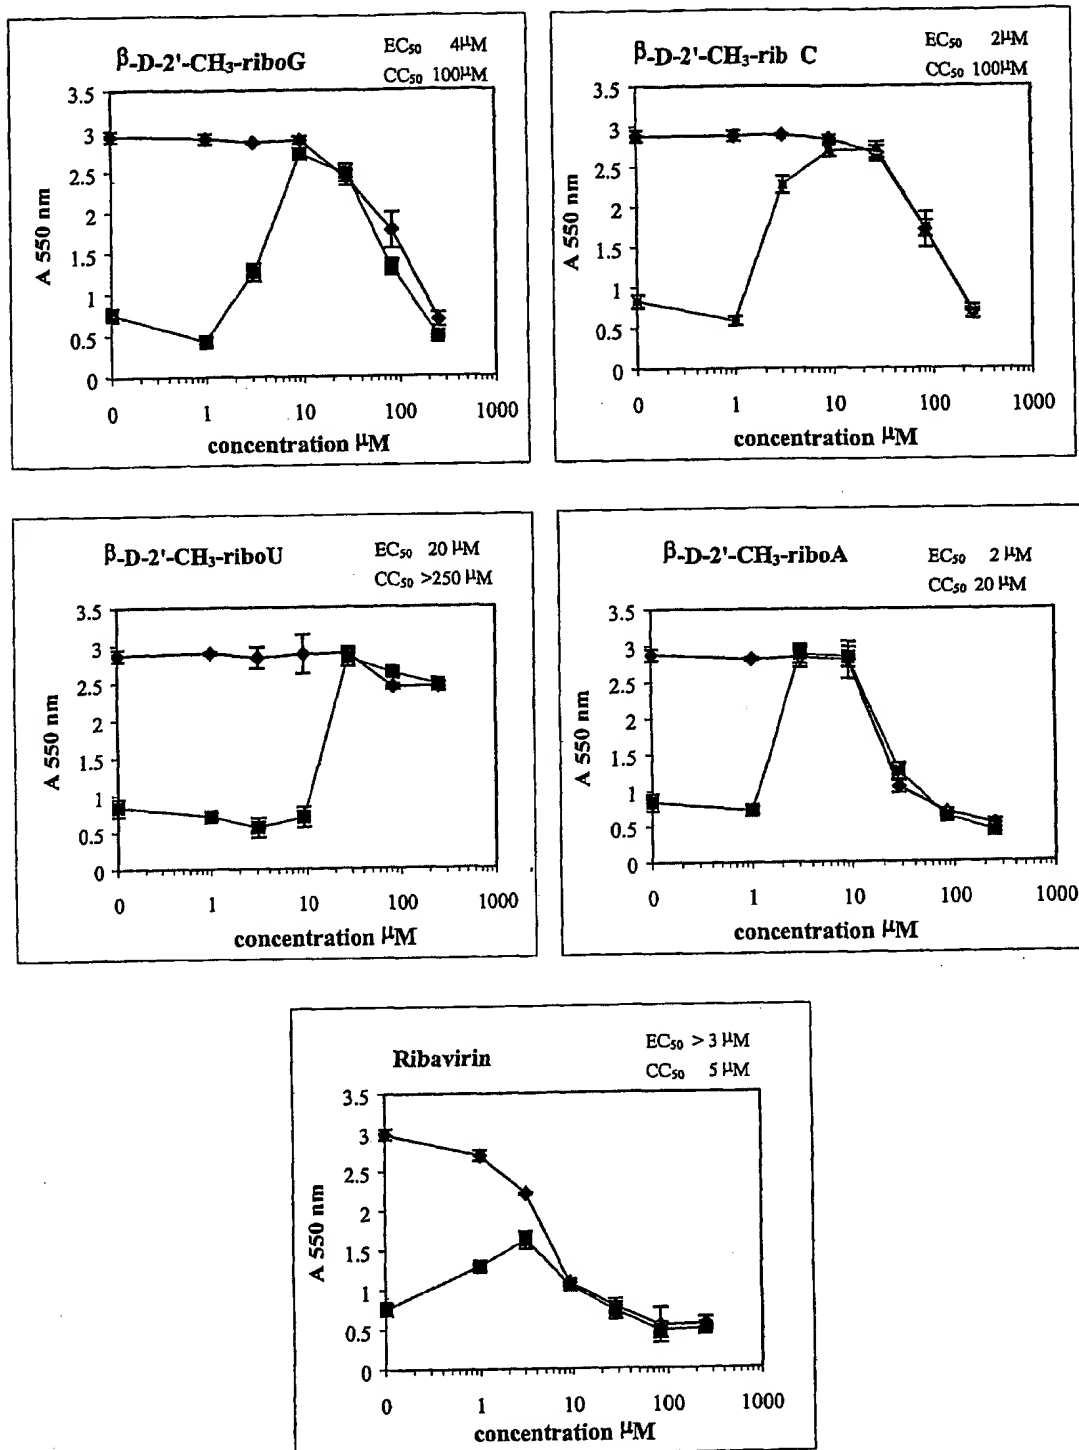 β-D-2'-CH₃-riboG
EC₅₀ 4μM
CC₅₀ 100μM
3.5
3
2.5
2
1.5
1
0.5
0
A 550 nm
0 1 10 100 1000
concentration μM
β-D-2'-CH₃-rib C
EC₅₀ 2μM
CC₅₀ 100μM
3.5
3
2.5
2
1.5
1
0.5
0
A 550 nm
0 1 10 100 1000
concentration μM
β-D-2'-CH₃-riboU
EC₅₀ 20 μM
CC₅₀ >250 μM
3.5
3
2.5
2
1.5
1
0.5
0
A 550 nm
0 1 10 100 1000
concentration μM
β-D-2'-CH₃-riboA
EC₅₀ 2 μM
CC₅₀ 20 μM
3.5
3
2.5
2
1.5
1
0.5
0
A 550 nm
0 1 10 100 1000
concentration μM
Ribavirin
EC₅₀ > 3 μM
CC₅₀ 5 μM
3.5
3
2.5
2
1.5
1
0.5
0
A 550 nm
0 1 10 100 1000
concentration μM